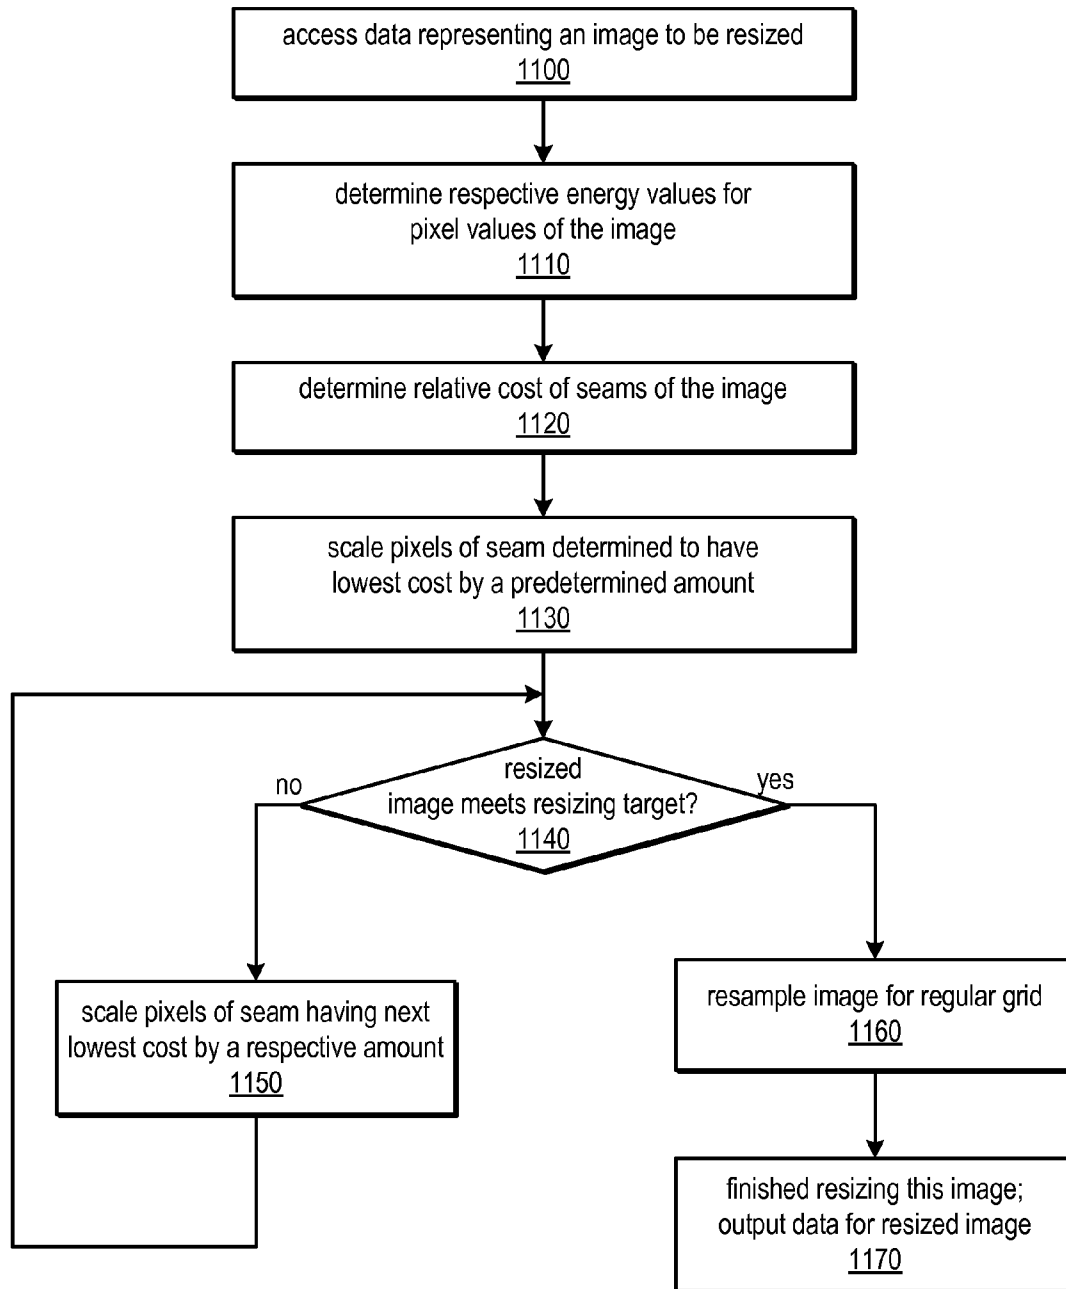 access data representing an image to be resized
1100
determine respective energy values for
pixel values of the image
1110
determine relative cost of seams of the image
1120
scale pixels of seam determined to have
lowest cost by a predetermined amount
1130
resized
image meets resizing target?
1140
no
yes
scale pixels of seam having next
lowest cost by a respective amount
1150
resample image for regular grid
1160
finished resizing this image;
output data for resized image
1170